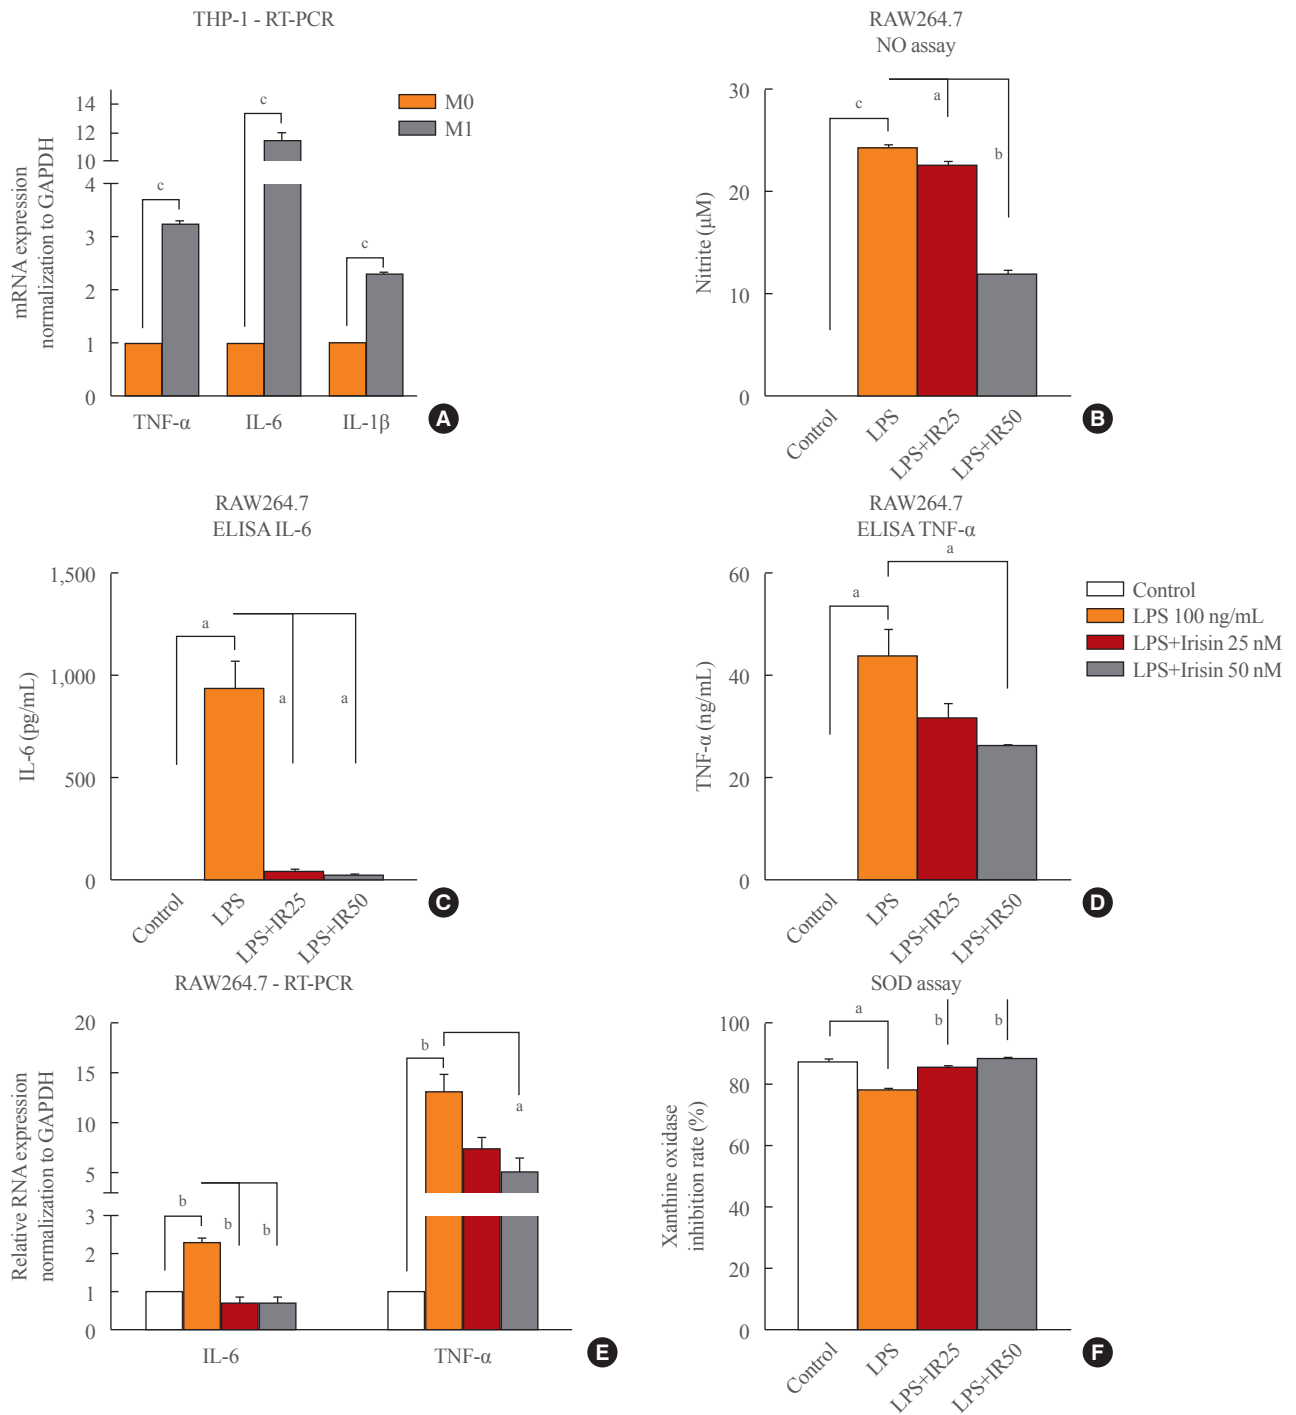 THP-1 - RT-PCR
mRNA expression
normalization to GAPDH
14
12
10
4
3
2
1
0
c
c
c
M0
M1
TNF-α
IL-6
IL-1β
A
RAW264.7
NO assay
Nitrite (μM)
30
20
10
0
c
a
b
Control
LPS
LPS+IR25
LPS+IR50
B
RAW264.7
ELISA IL-6
IL-6 (pg/mL)
1,500
1,000
500
0
a
a
a
Control
LPS
LPS+IR25
LPS+IR50
C
RAW264.7
ELISA TNF-α
TNF-α (ng/mL)
60
40
20
0
a
a
Control
LPS 100 ng/mL
LPS+Irisin 25 nM
LPS+Irisin 50 nM
Control
LPS
LPS+IR25
LPS+IR50
D
RAW264.7 - RT-PCR
Relative RNA expression
normalization to GAPDH
20
15
10
5
3
2
1
0
b
b
b
b
a
IL-6
TNF-α
E
SOD assay
Xanthine oxidase
inhibition rate (%)
100
80
60
40
20
0
a
b
b
Control
LPS
LPS+IR25
LPS+IR50
F